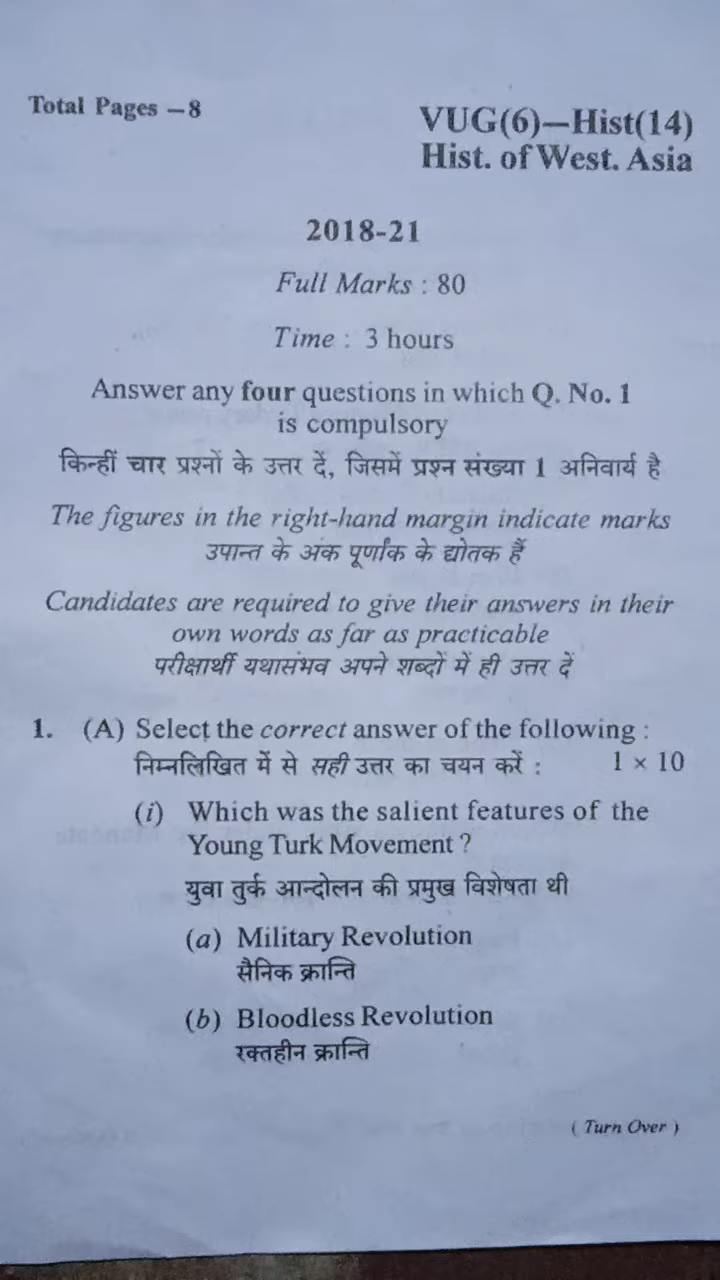 Total Pages –8
VUG(6)—Hist(14)
Hist. of West. Asia
2018-21
Full Marks : 80
Time : 3 hours
Answer any four questions in which Q. No. 1
is compulsory
किन्हीं चार प्रश्नों के उत्तर दें, जिसमें प्रश्न संख्या 1 अनिवार्य है
The figures in the right-hand margin indicate marks
उपान्त के अंक पूर्णांक के द्योतक हैं
Candidates are required to give their answers in their
own words as far as practicable
परीक्षार्थी यथासंभव अपने शब्दों में ही उत्तर दें
1. (A) Select the correct answer of the following :
निम्नलिखित में से सही उत्तर का चयन करें : 1 × 10
(i) Which was the salient features of the
Young Turk Movement ?
युवा तुर्क आन्दोलन की प्रमुख विशेषता थी
(a) Military Revolution
सैनिक क्रान्ति
(b) Bloodless Revolution
रक्तहीन क्रान्ति
( Turn Over )